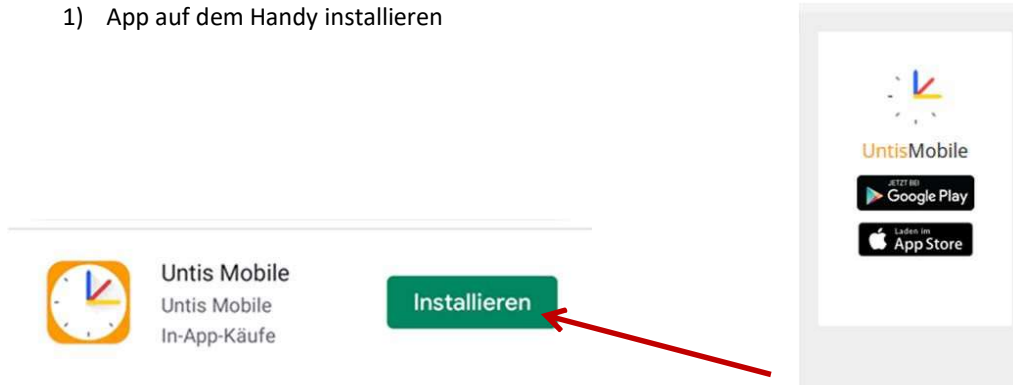 1) App auf dem Handy installieren
UntisMobile
JETZT BEI
Google Play
Laden im
App Store
Untis Mobile
Untis Mobile
In-App-Käufe
Installieren